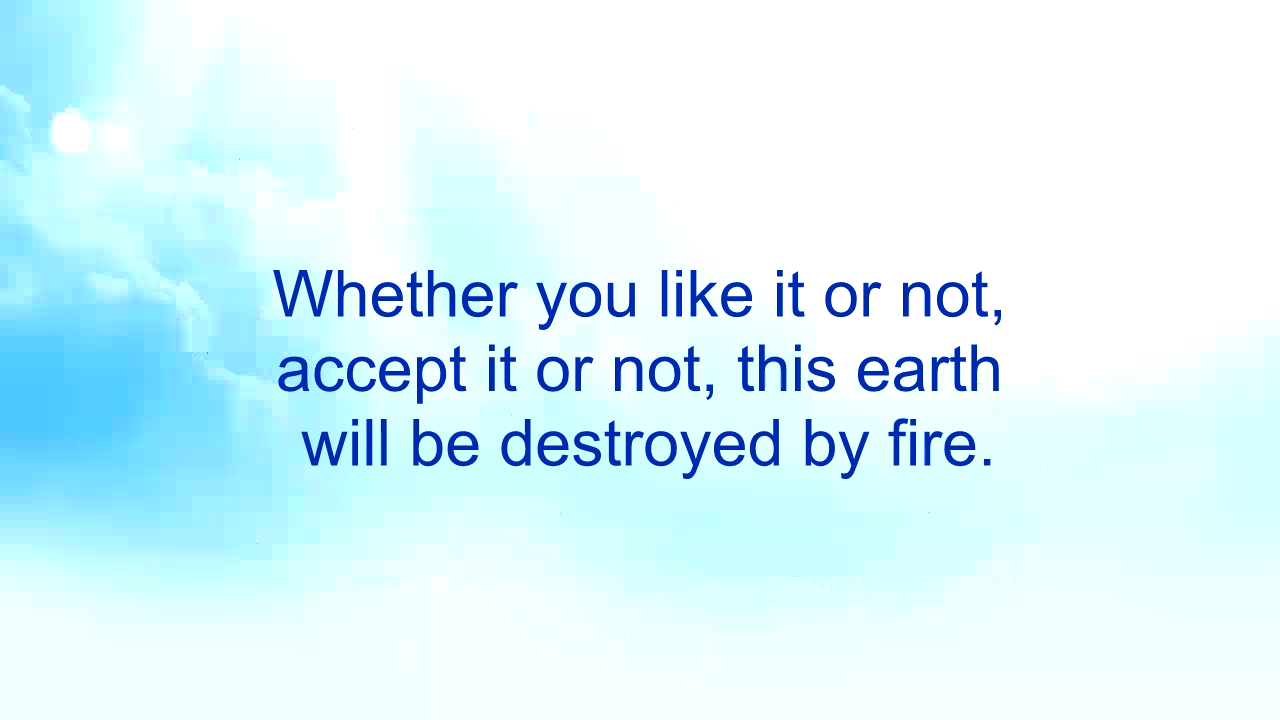 Whether you like it or not,
accept it or not, this earth
will be destroyed by fire.